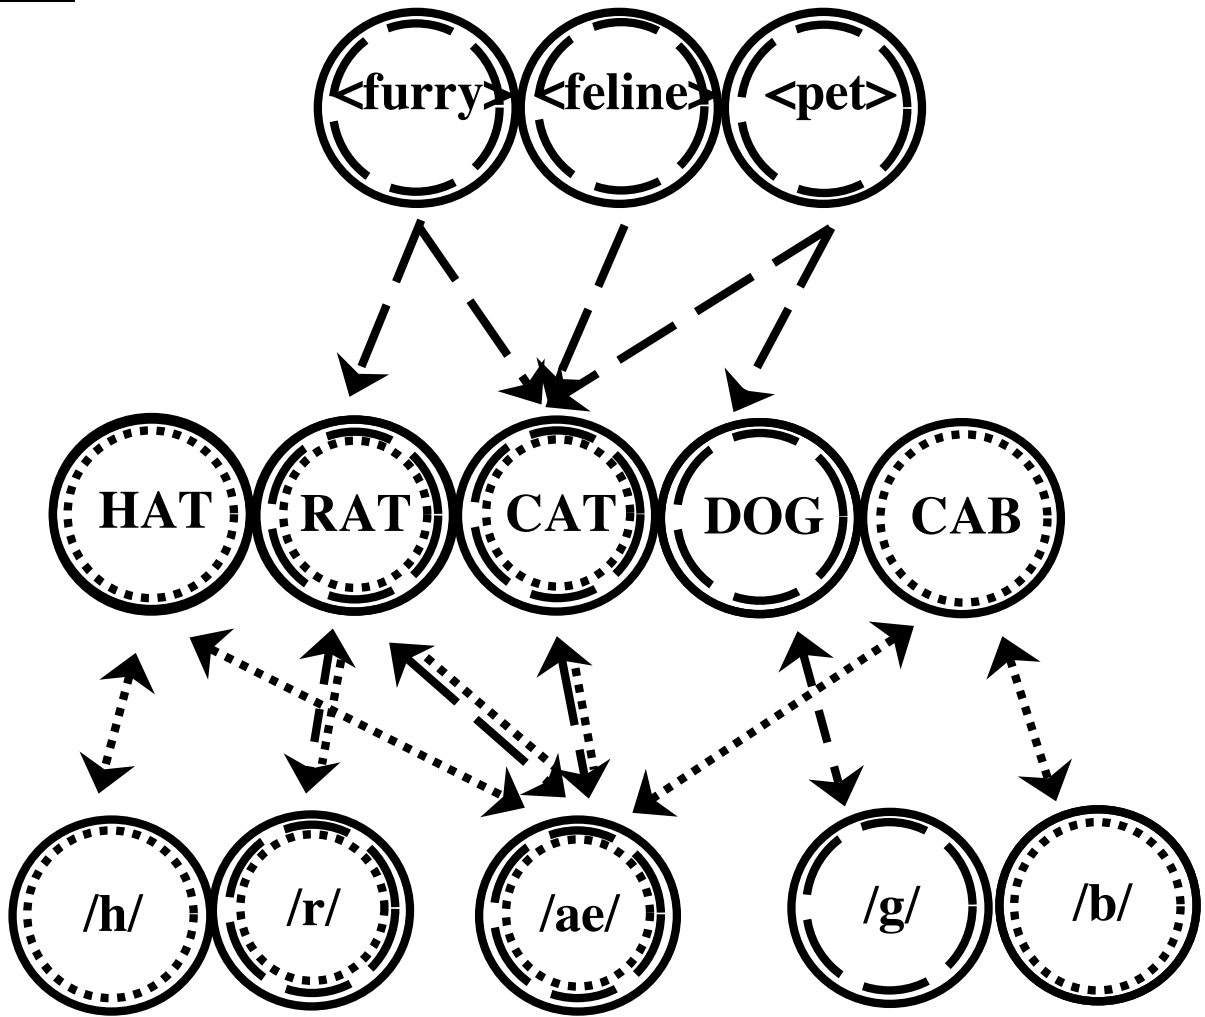 <furry> <feline> <pet>
HAT RAT CAT DOG CAB
/h/ /r/ /ae/ /g/ /b/